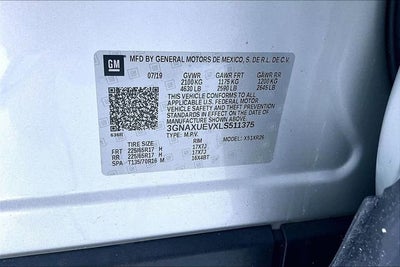 GM
MFD BY GENERAL MOTORS DE MEXICO, S. DE R.L. DE C.V.
07/19 GVWR GAWR FRT GAWR RR
2100 KG 1175 KG 1200 KG
4630 LB 2590 LB 2645 LB
THIS VEHICLE CONFORMS TO ALL
APPLICABLE U.S. FEDERAL MOTOR
VEHICLE SAFETY AND THEFT
PREVENTION STANDARDS IN EFFECT
ON THE DATE OF MANUFACTURE
SHOWN ABOVE.
3GNAXUEVXLS511375
TYPE: M.P.V. MODEL: X51XR26
TIRE SIZE RIM
FRT 225/65R17 H 17X7J
RR 225/65R17 H 17X7J
SPA T135/70R16 M 16X4BT